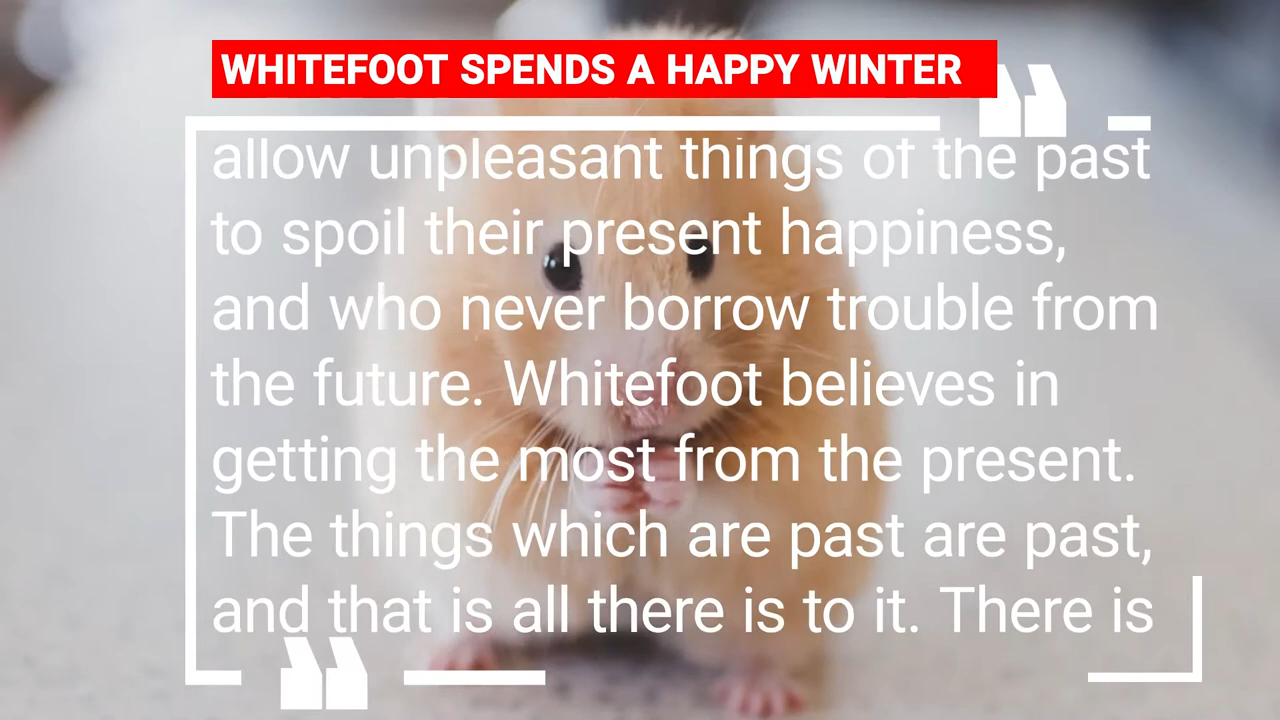 WHITEFOOT SPENDS A HAPPY WINTER
allow unpleasant things of the past
to spoil their present happiness,
and who never borrow trouble from
the future. Whitefoot believes in
getting the most from the present.
The things which are past are past,
and that is all there is to it. There is